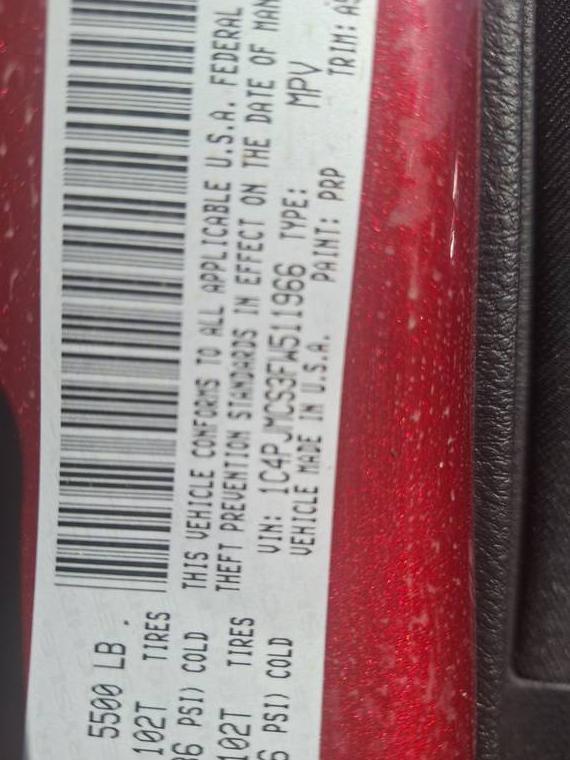 5500 LB.
102T TIRES
PSI) COLD
102T TIRES
PSI) COLD
THIS VEHICLE CONFORMS TO ALL APPLICABLE U.S.A. FEDERAL
THEFT PREVENTION STANDARDS IN EFFECT ON THE DATE OF MAN
VIN: 1C4PJMCS3FW511966 TYPE: MPV
VEHICLE MADE IN U.S.A. PAINT: PRP TRIM: